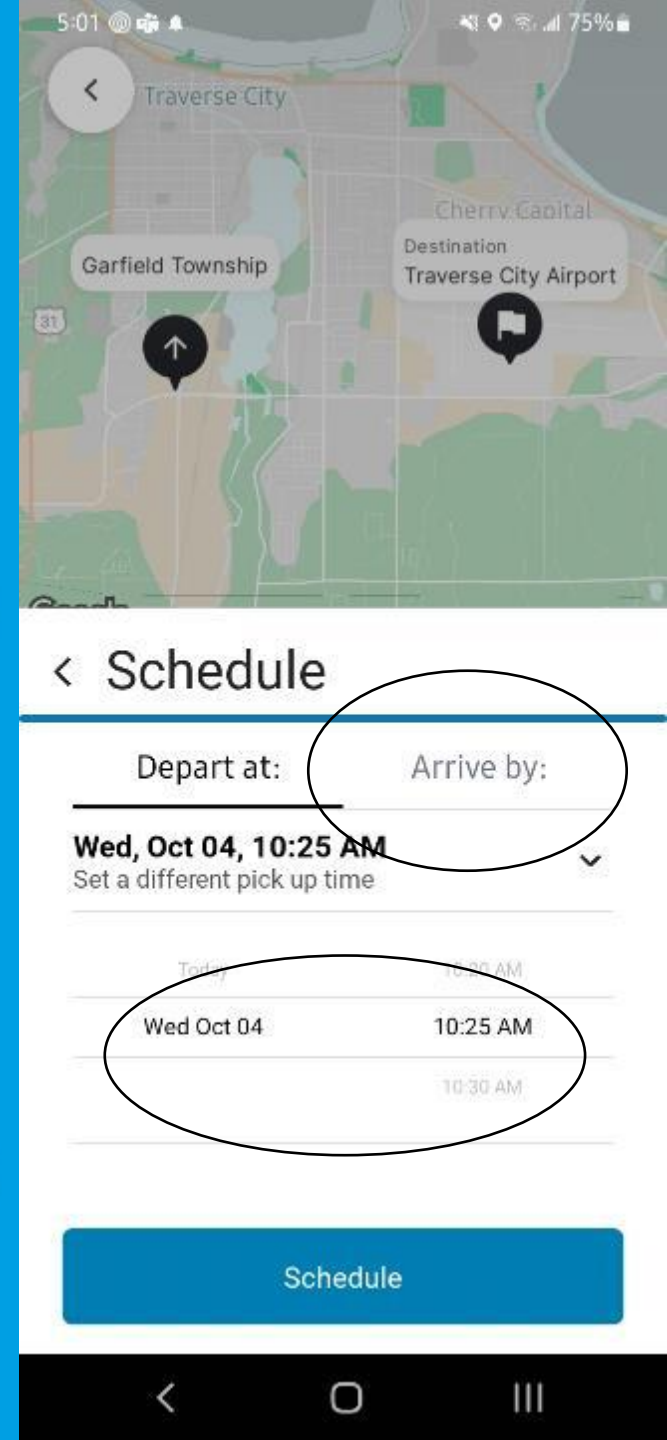 5:01 75%
Traverse City
Cherry Capital
Garfield Township
Destination
Traverse City Airport
31
Google
< Schedule
Depart at: Arrive by:
Wed, Oct 04, 10:25 AM
Set a different pick up time
Today 10:20 AM
Wed Oct 04 10:25 AM
10:30 AM
Schedule